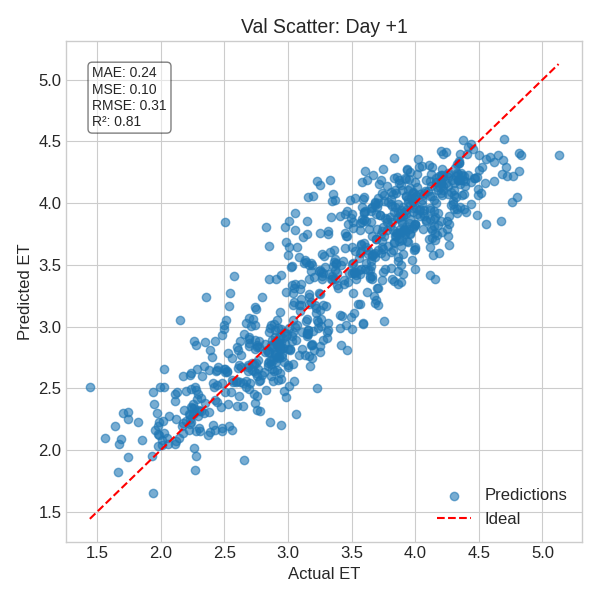 Val Scatter: Day +1
MAE: 0.24
MSE: 0.10
RMSE: 0.31
R²: 0.81
Predicted ET
5.0
4.5
4.0
3.5
3.0
2.5
2.0
1.5
Predictions
Ideal
1.5 2.0 2.5 3.0 3.5 4.0 4.5 5.0
Actual ET